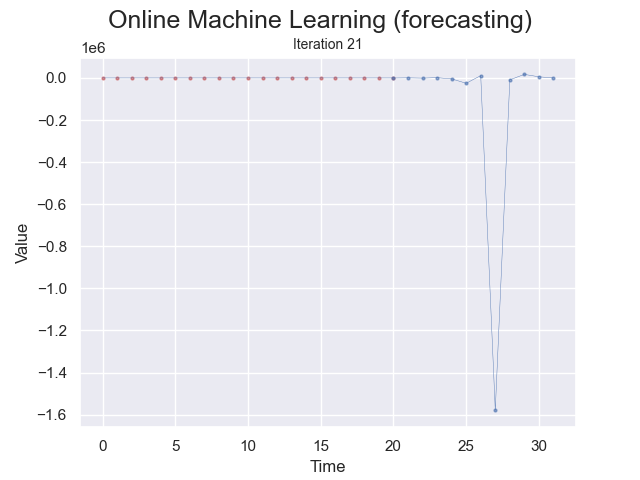 Online Machine Learning (forecasting)
Iteration 21
1e6
0.0
−0.2
−0.4
−0.6
−0.8
−1.0
−1.2
−1.4
−1.6
Value
0 5 10 15 20 25 30
Time